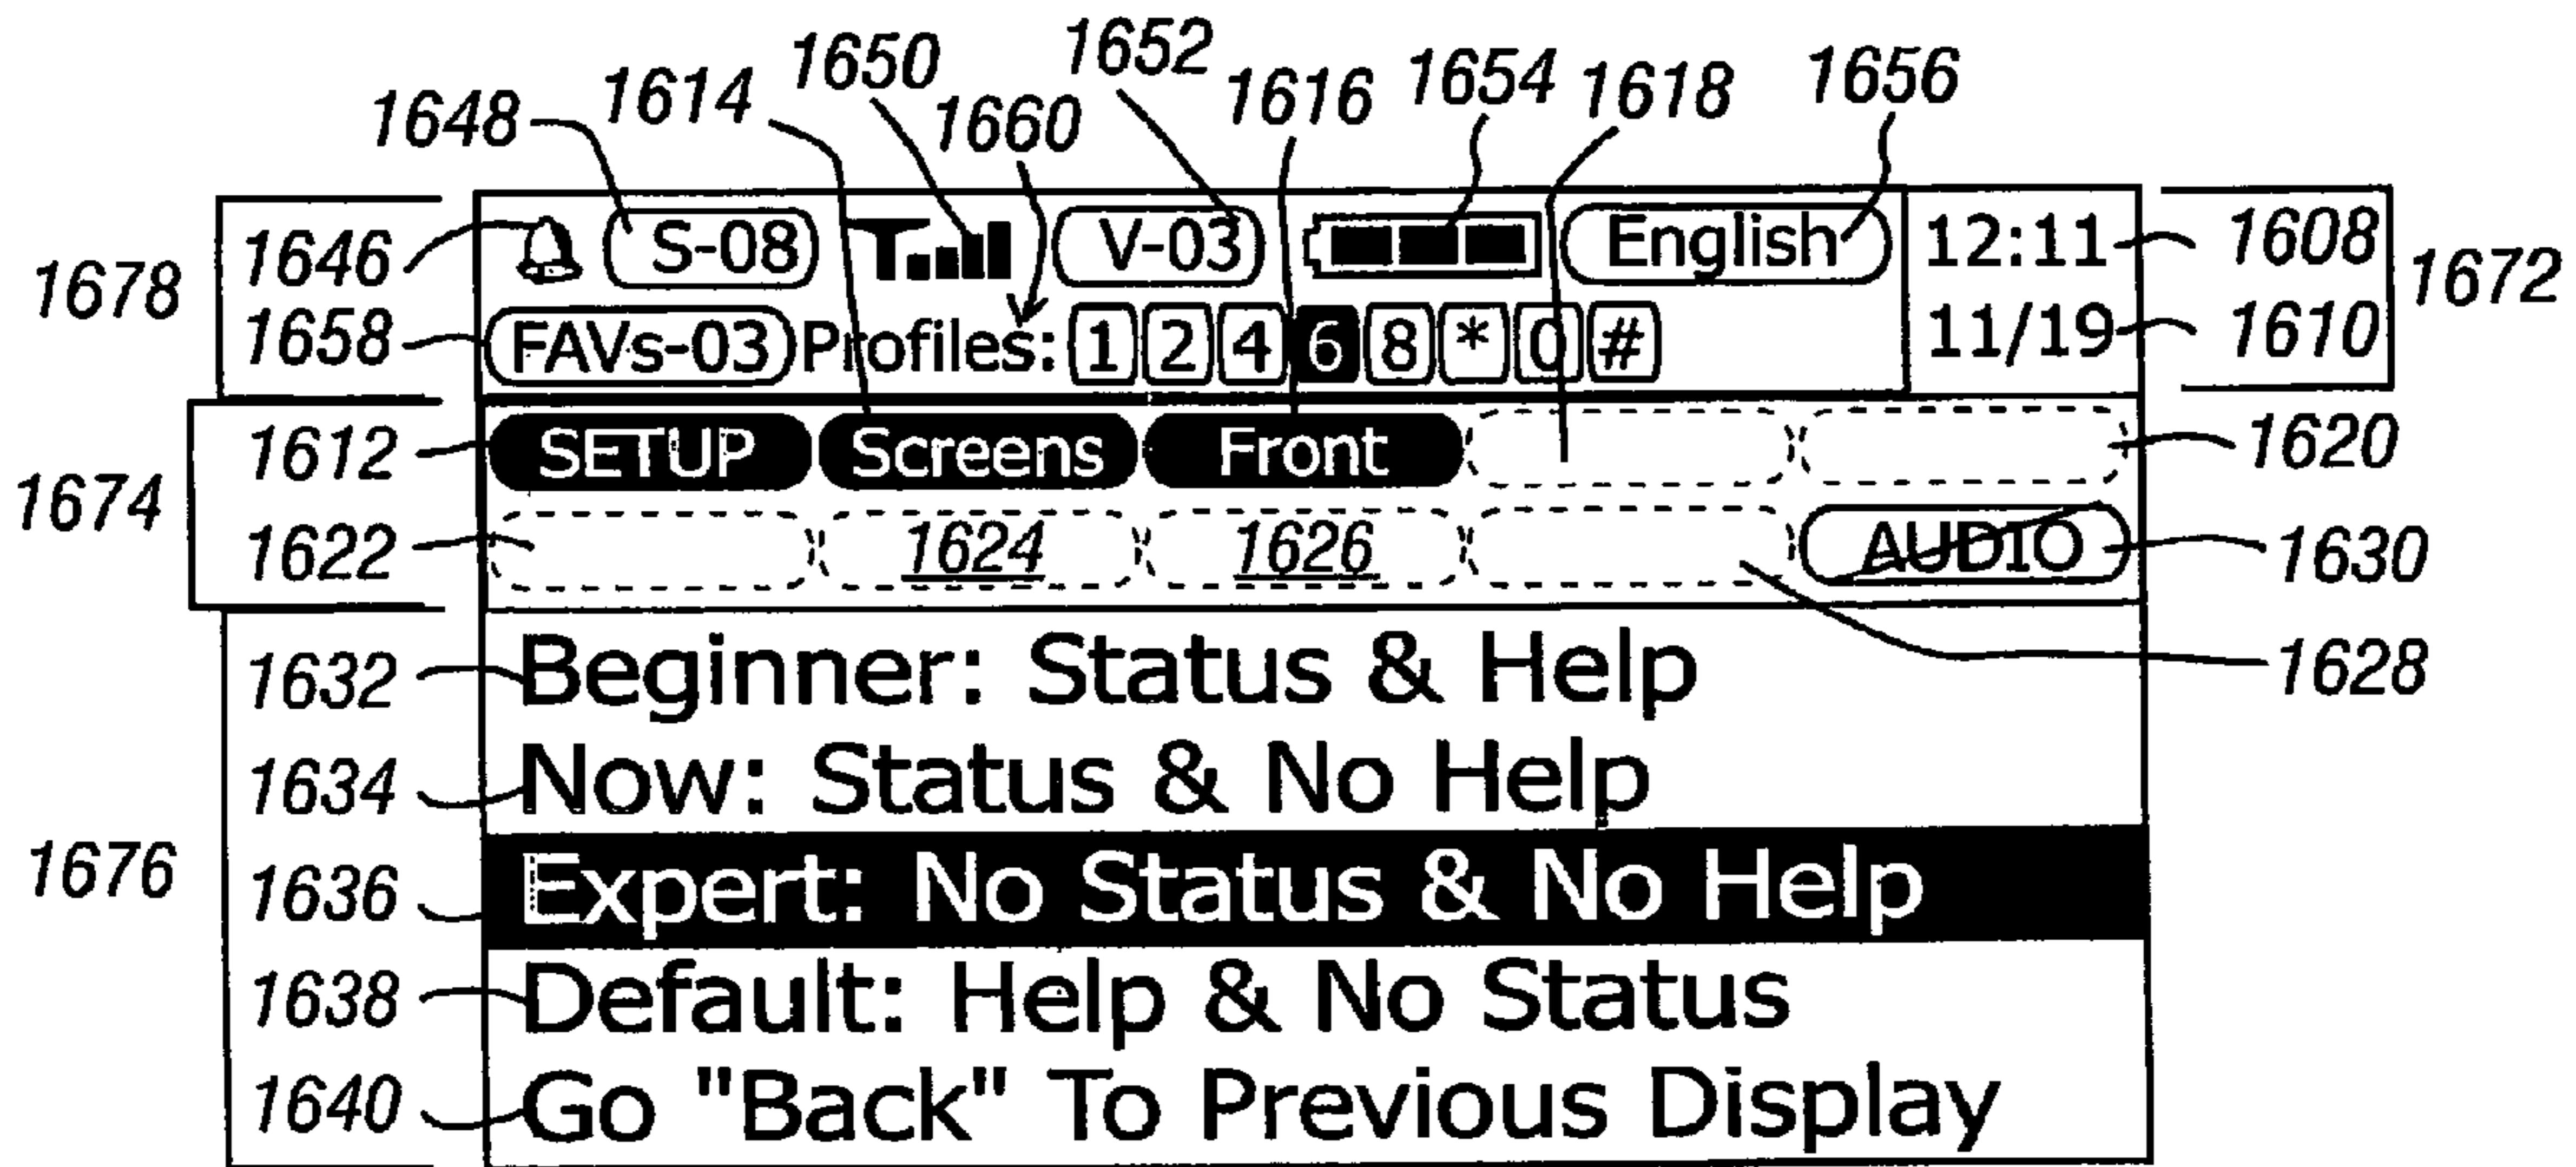 1650 1652
1648 1614 1660 1616 1654 1618 1656
1678 1646 S-08 V-03 English 12:11 1608 1672
1658 FAVs-03 Profiles: 1 2 4 6 8 * 0 # 11/19 1610
1674 1612 SETUP Screens Front 1620
1622 1624 1626 AUDIO 1630
1632 Beginner: Status & Help 1628
1634 Now: Status & No Help
1676 1636 Expert: No Status & No Help
1638 Default: Help & No Status
1640 Go "Back" To Previous Display